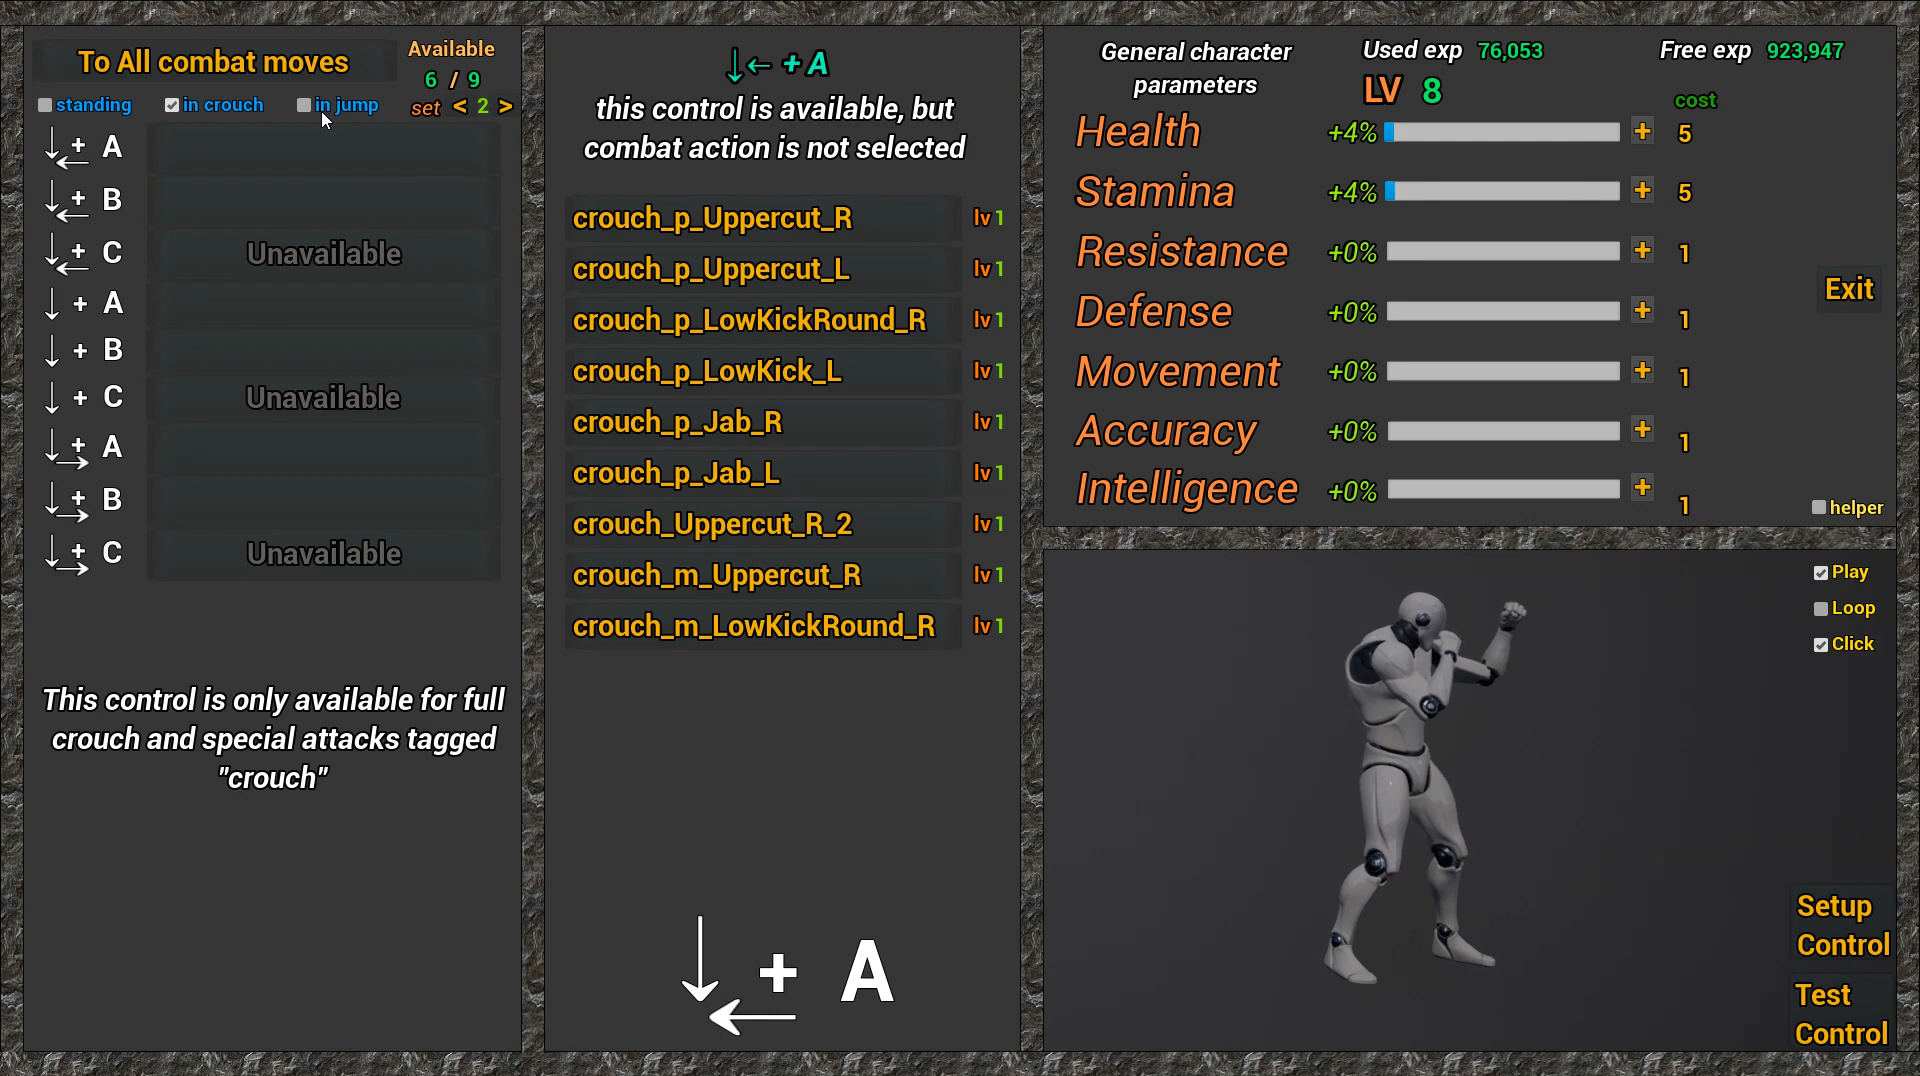 To All combat moves
Available
6 / 9
standing
in crouch
in jump
set < 2 >
↓← + A
↓← + B
↓← + C Unavailable
↓ + A
↓ + B
↓ + C Unavailable
↓→ + A
↓→ + B
↓→ + C Unavailable
This control is only available for full
crouch and special attacks tagged
"crouch"
↓← + A
this control is available, but
combat action is not selected
crouch_p_Uppercut_R lv 1
crouch_p_Uppercut_L lv 1
crouch_p_LowKickRound_R lv 1
crouch_p_LowKick_L lv 1
crouch_p_Jab_R lv 1
crouch_p_Jab_L lv 1
crouch_Uppercut_R_2 lv 1
crouch_m_Uppercut_R lv 1
crouch_m_LowKickRound_R lv 1
↓← + A
General character
parameters
Used exp 76,053
Free exp 923,947
LV 8
cost
Health +4% + 5
Stamina +4% + 5
Resistance +0% + 1
Defense +0% + 1
Movement +0% + 1
Accuracy +0% + 1
Intelligence +0% + 1
Exit
helper
Play
Loop
Click
Setup
Control
Test
Control